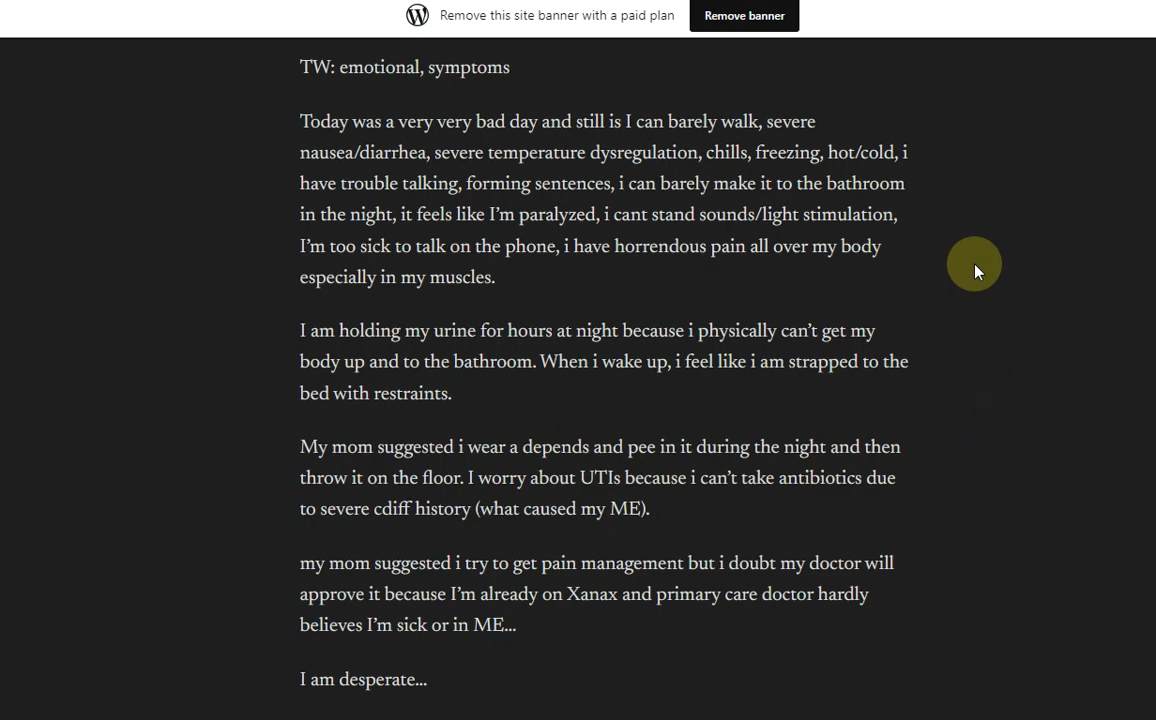 Remove this site banner with a paid plan
Remove banner
TW: emotional, symptoms
Today was a very very bad day and still is I can barely walk, severe
nausea/diarrhea, severe temperature dysregulation, chills, freezing, hot/cold, i
have trouble talking, forming sentences, i can barely make it to the bathroom
in the night, it feels like I’m paralyzed, i cant stand sounds/light stimulation,
I’m too sick to talk on the phone, i have horrendous pain all over my body
especially in my muscles.
I am holding my urine for hours at night because i physically can’t get my
body up and to the bathroom. When i wake up, i feel like i am strapped to the
bed with restraints.
My mom suggested i wear a depends and pee in it during the night and then
throw it on the floor. I worry about UTIs because i can’t take antibiotics due
to severe cdiff history (what caused my ME).
my mom suggested i try to get pain management but i doubt my doctor will
approve it because I’m already on Xanax and primary care doctor hardly
believes I’m sick or in ME…
I am desperate…